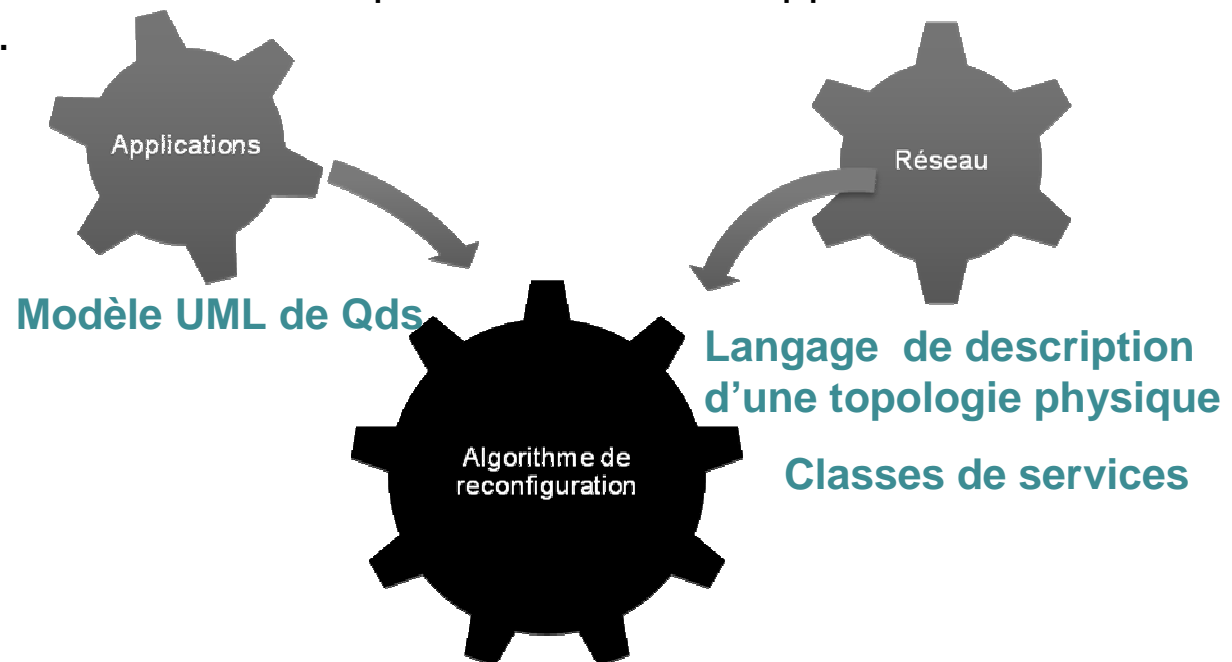 .
Applications
Réseau
Modèle UML de Qds
Langage de description
d’une topologie physique
Algorithme de
reconfiguration
Classes de services